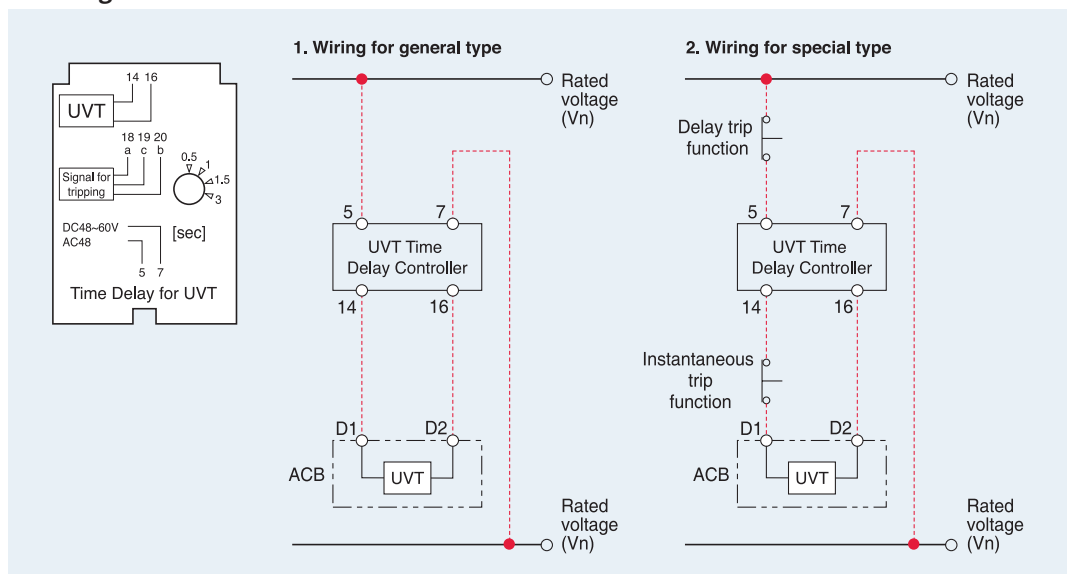 14 16
UVT
18 19 20
a c b
Signal for
tripping
0.5
1
1.5
3
DC48~60V
AC48
[sec]
5 7
Time Delay for UVT
1. Wiring for general type
Rated
voltage
(Vn)
5 7
UVT Time
Delay Controller
14 16
D1 D2
ACB
UVT
Rated
voltage
(Vn)
2. Wiring for special type
Rated
voltage
(Vn)
Delay trip
function
5 7
UVT Time
Delay Controller
14 16
Instantaneous
trip
function
D1 D2
ACB
UVT
Rated
voltage
(Vn)